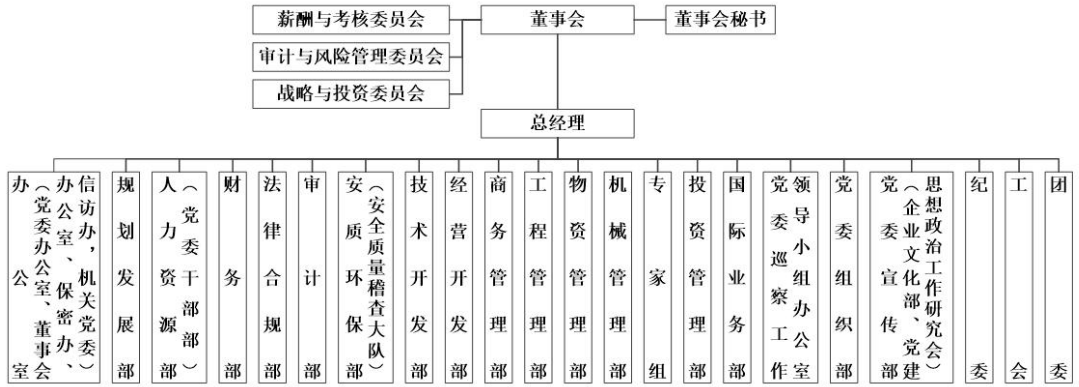 薪酬与考核委员会
董事会
董事会秘书
审计与风险管理委员会
战略与投资委员会
总经理
办公室
（党委办公室、董事会
办公室、保密办、
信访办，机关党委）
规划发展部
人力资源部
（党委干部部）
财务部
法律合规部
审计部
安质环保部
（安全质量稽查大队）
技术开发部
经营开发部
商务管理部
工程管理部
物资管理部
机械管理部
专家组
投资管理部
国际业务部
党委巡察工作
领导小组办公室
党委组织部
党委宣传部
（企业文化部、党建
思想政治工作研究会）
纪委
工会
团委